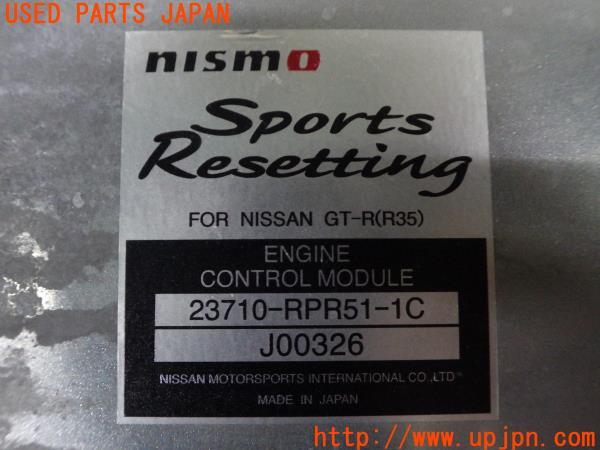 USED PARTS JAPAN
nismo
Sports
Resetting
FOR NISSAN GT-R(R35)
ENGINE
CONTROL MODULE
23710-RPR51-1C
J00326
NISSAN MOTORSPORTS INTERNATIONAL CO.,LTD
MADE IN JAPAN
http://www.upjpn.com/